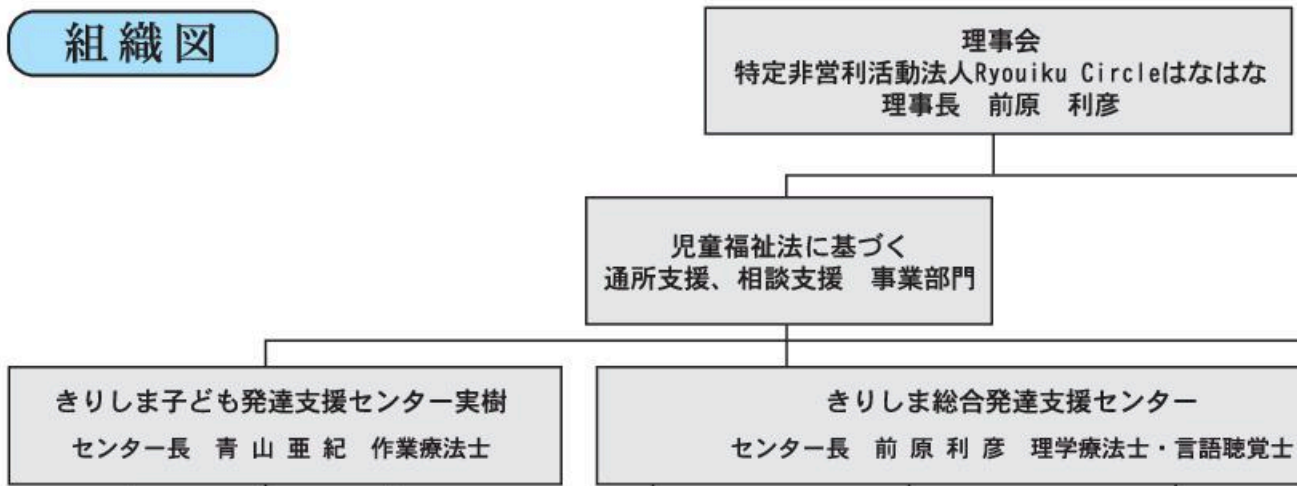 組織図
理事会
特定非営利活動法人Ryouiku Circleはなはな
理事長　前原　利彦
児童福祉法に基づく
通所支援、相談支援　事業部門
きりしま子ども発達支援センター実樹
センター長　青 山 亜 紀　作業療法士
きりしま総合発達支援センター
センター長　前 原 利 彦　理学療法士・言語聴覚士